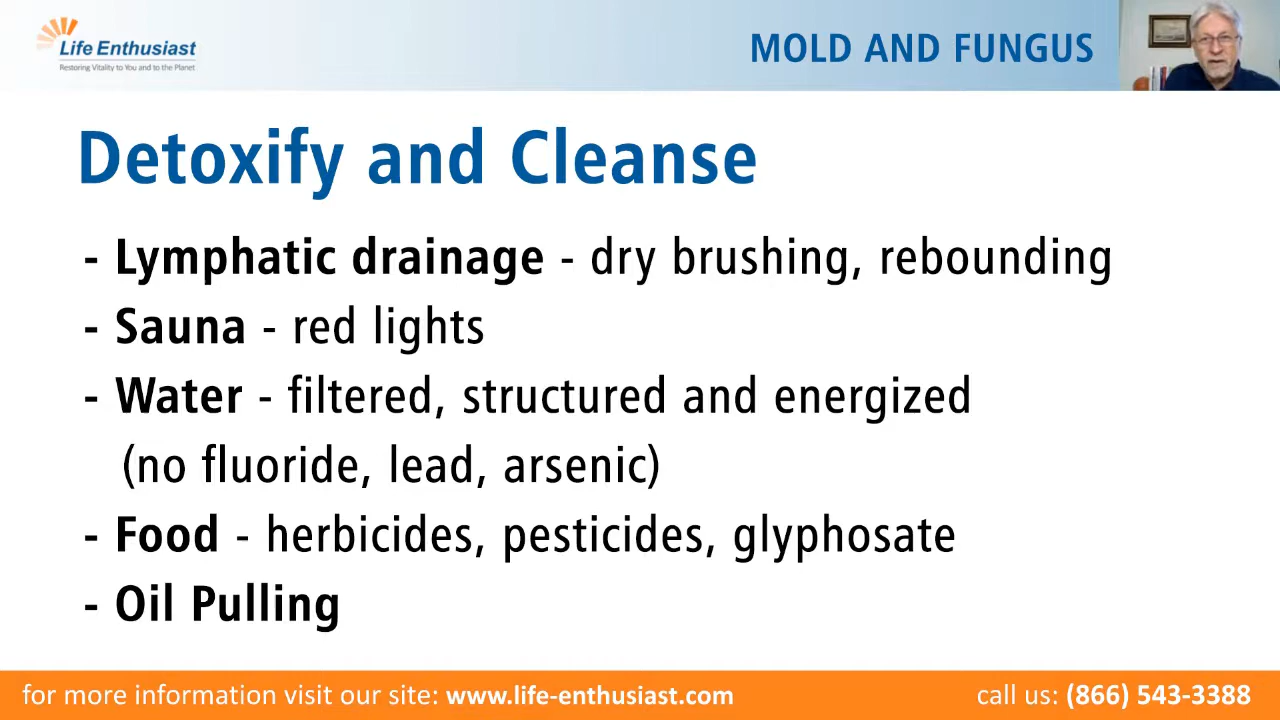 Life Enthusiast
Restoring Vitality to You and to the Planet
MOLD AND FUNGUS
Detoxify and Cleanse
- Lymphatic drainage - dry brushing, rebounding
- Sauna - red lights
- Water - filtered, structured and energized
(no fluoride, lead, arsenic)
- Food - herbicides, pesticides, glyphosate
- Oil Pulling
for more information visit our site: www.life-enthusiast.com
call us: (866) 543-3388